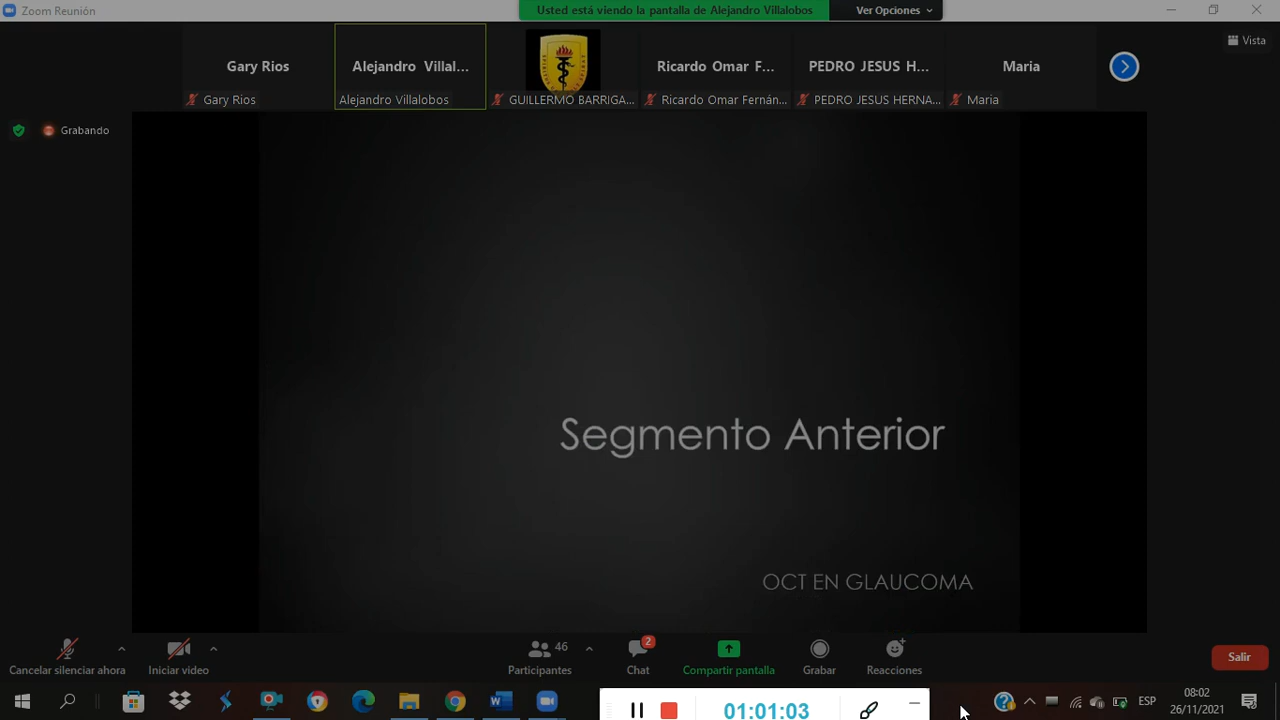 Zoom Reunión
Usted está viendo la pantalla de Alejandro Villalobos
Ver Opciones
Vista
Gary Rios
Alejandro Villal...
Ricardo Omar F...
PEDRO JESUS H...
Maria
Gary Rios
Alejandro Villalobos
GUILLERMO BARRIGA...
Ricardo Omar Fernán...
PEDRO JESUS HERNA...
Maria
Grabando
Segmento Anterior
OCT EN GLAUCOMA
Cancelar silenciar ahora
Iniciar video
46
Participantes
2
Chat
Compartir pantalla
Grabar
Reacciones
Salir
01:01:03
ESP
08:02
26/11/2021